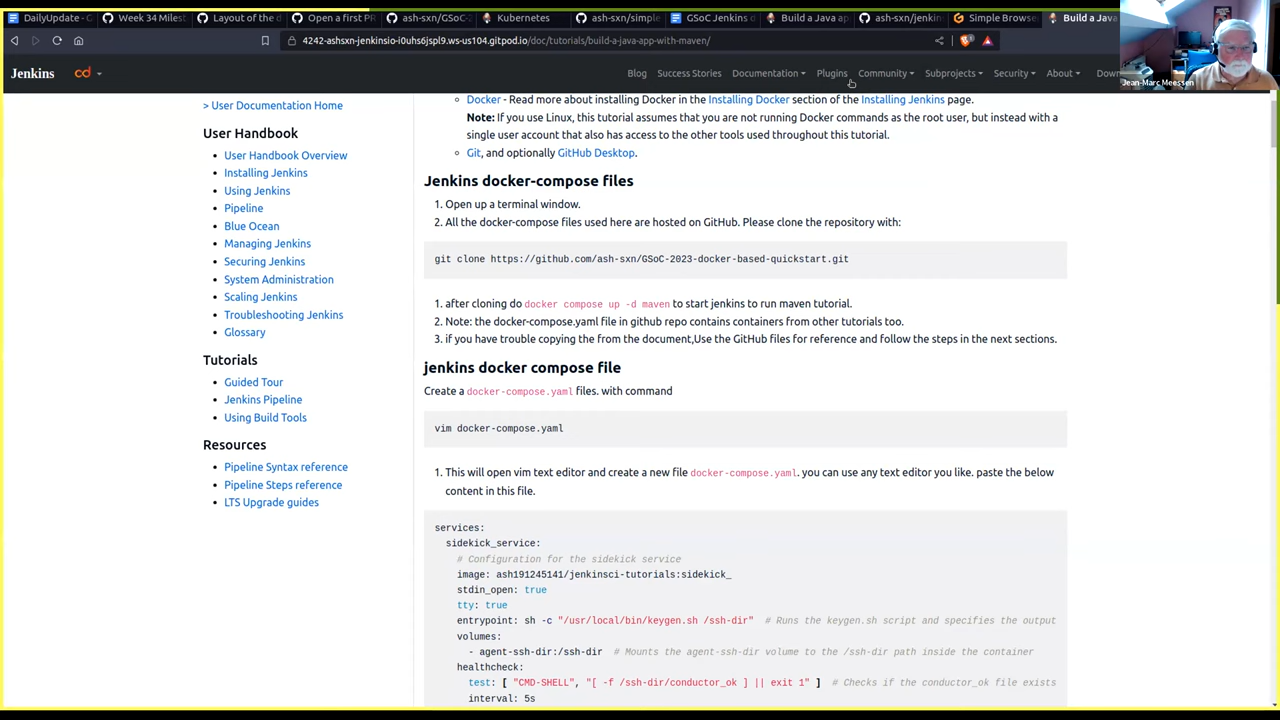 DailyUpdate - G
Week 34 Milest
Layout of the d
Open a first PR
ash-sxn/GSoC-
Kubernetes
ash-sxn/simple
GSoC Jenkins o
Build a Java ap
ash-sxn/jenkin
Simple Browse
Build a Java
4242-ashsxn-jenkinsio-i0uhs6jspl9.ws-us104.gitpod.io/doc/tutorials/build-a-java-app-with-maven/
Jean-Marc Meessen
Jenkins
cd
Blog Success Stories Documentation Plugins Community Subprojects Security About Down
> User Documentation Home
User Handbook
User Handbook Overview
Installing Jenkins
Using Jenkins
Pipeline
Blue Ocean
Managing Jenkins
Securing Jenkins
System Administration
Scaling Jenkins
Troubleshooting Jenkins
Glossary
Tutorials
Guided Tour
Jenkins Pipeline
Using Build Tools
Resources
Pipeline Syntax reference
Pipeline Steps reference
LTS Upgrade guides
Docker - Read more about installing Docker in the Installing Docker section of the Installing Jenkins page.
Note: If you use Linux, this tutorial assumes that you are not running Docker commands as the root user, but instead with a
single user account that also has access to the other tools used throughout this tutorial.
Git, and optionally GitHub Desktop.
Jenkins docker-compose files
1. Open up a terminal window.
2. All the docker-compose files used here are hosted on GitHub. Please clone the repository with:
git clone https://github.com/ash-sxn/GSoC-2023-docker-based-quickstart.git
1. after cloning do docker compose up -d maven to start jenkins to run maven tutorial.
2. Note: the docker-compose.yaml file in github repo contains containers from other tutorials too.
3. if you have trouble copying the from the document,Use the GitHub files for reference and follow the steps in the next sections.
jenkins docker compose file
Create a docker-compose.yaml files. with command
vim docker-compose.yaml
1. This will open vim text editor and create a new file docker-compose.yaml. you can use any text editor you like. paste the below
content in this file.
services:
sidekick_service:
# Configuration for the sidekick service
image: ash191245141/jenkinsci-tutorials:sidekick_
stdin_open: true
tty: true
entrypoint: sh -c "/usr/local/bin/keygen.sh /ssh-dir" # Runs the keygen.sh script and specifies the output
volumes:
- agent-ssh-dir:/ssh-dir # Mounts the agent-ssh-dir volume to the /ssh-dir path inside the container
healthcheck:
test: [ "CMD-SHELL", "[ -f /ssh-dir/conductor_ok ] || exit 1" ] # Checks if the conductor_ok file exists
interval: 5s